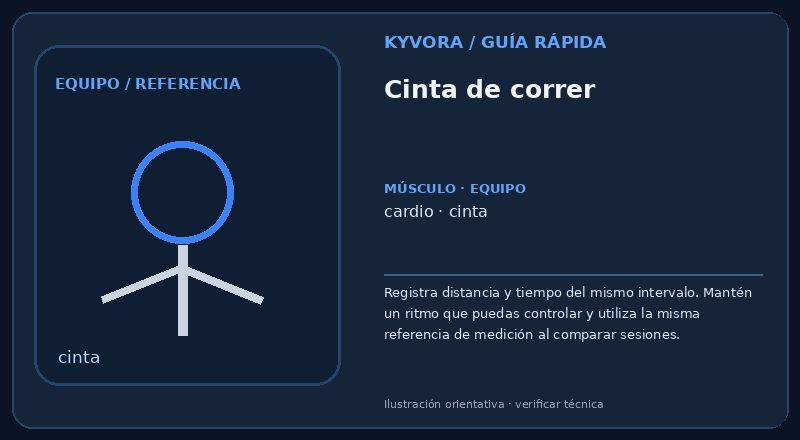 EQUIPO / REFERENCIA
cinta
KYVORA / GUÍA RÁPIDA
Cinta de correr
MÚSCULO · EQUIPO
cardio · cinta
Registra distancia y tiempo del mismo intervalo. Mantén
un ritmo que puedas controlar y utiliza la misma
referencia de medición al comparar sesiones.
Ilustración orientativa · verificar técnica